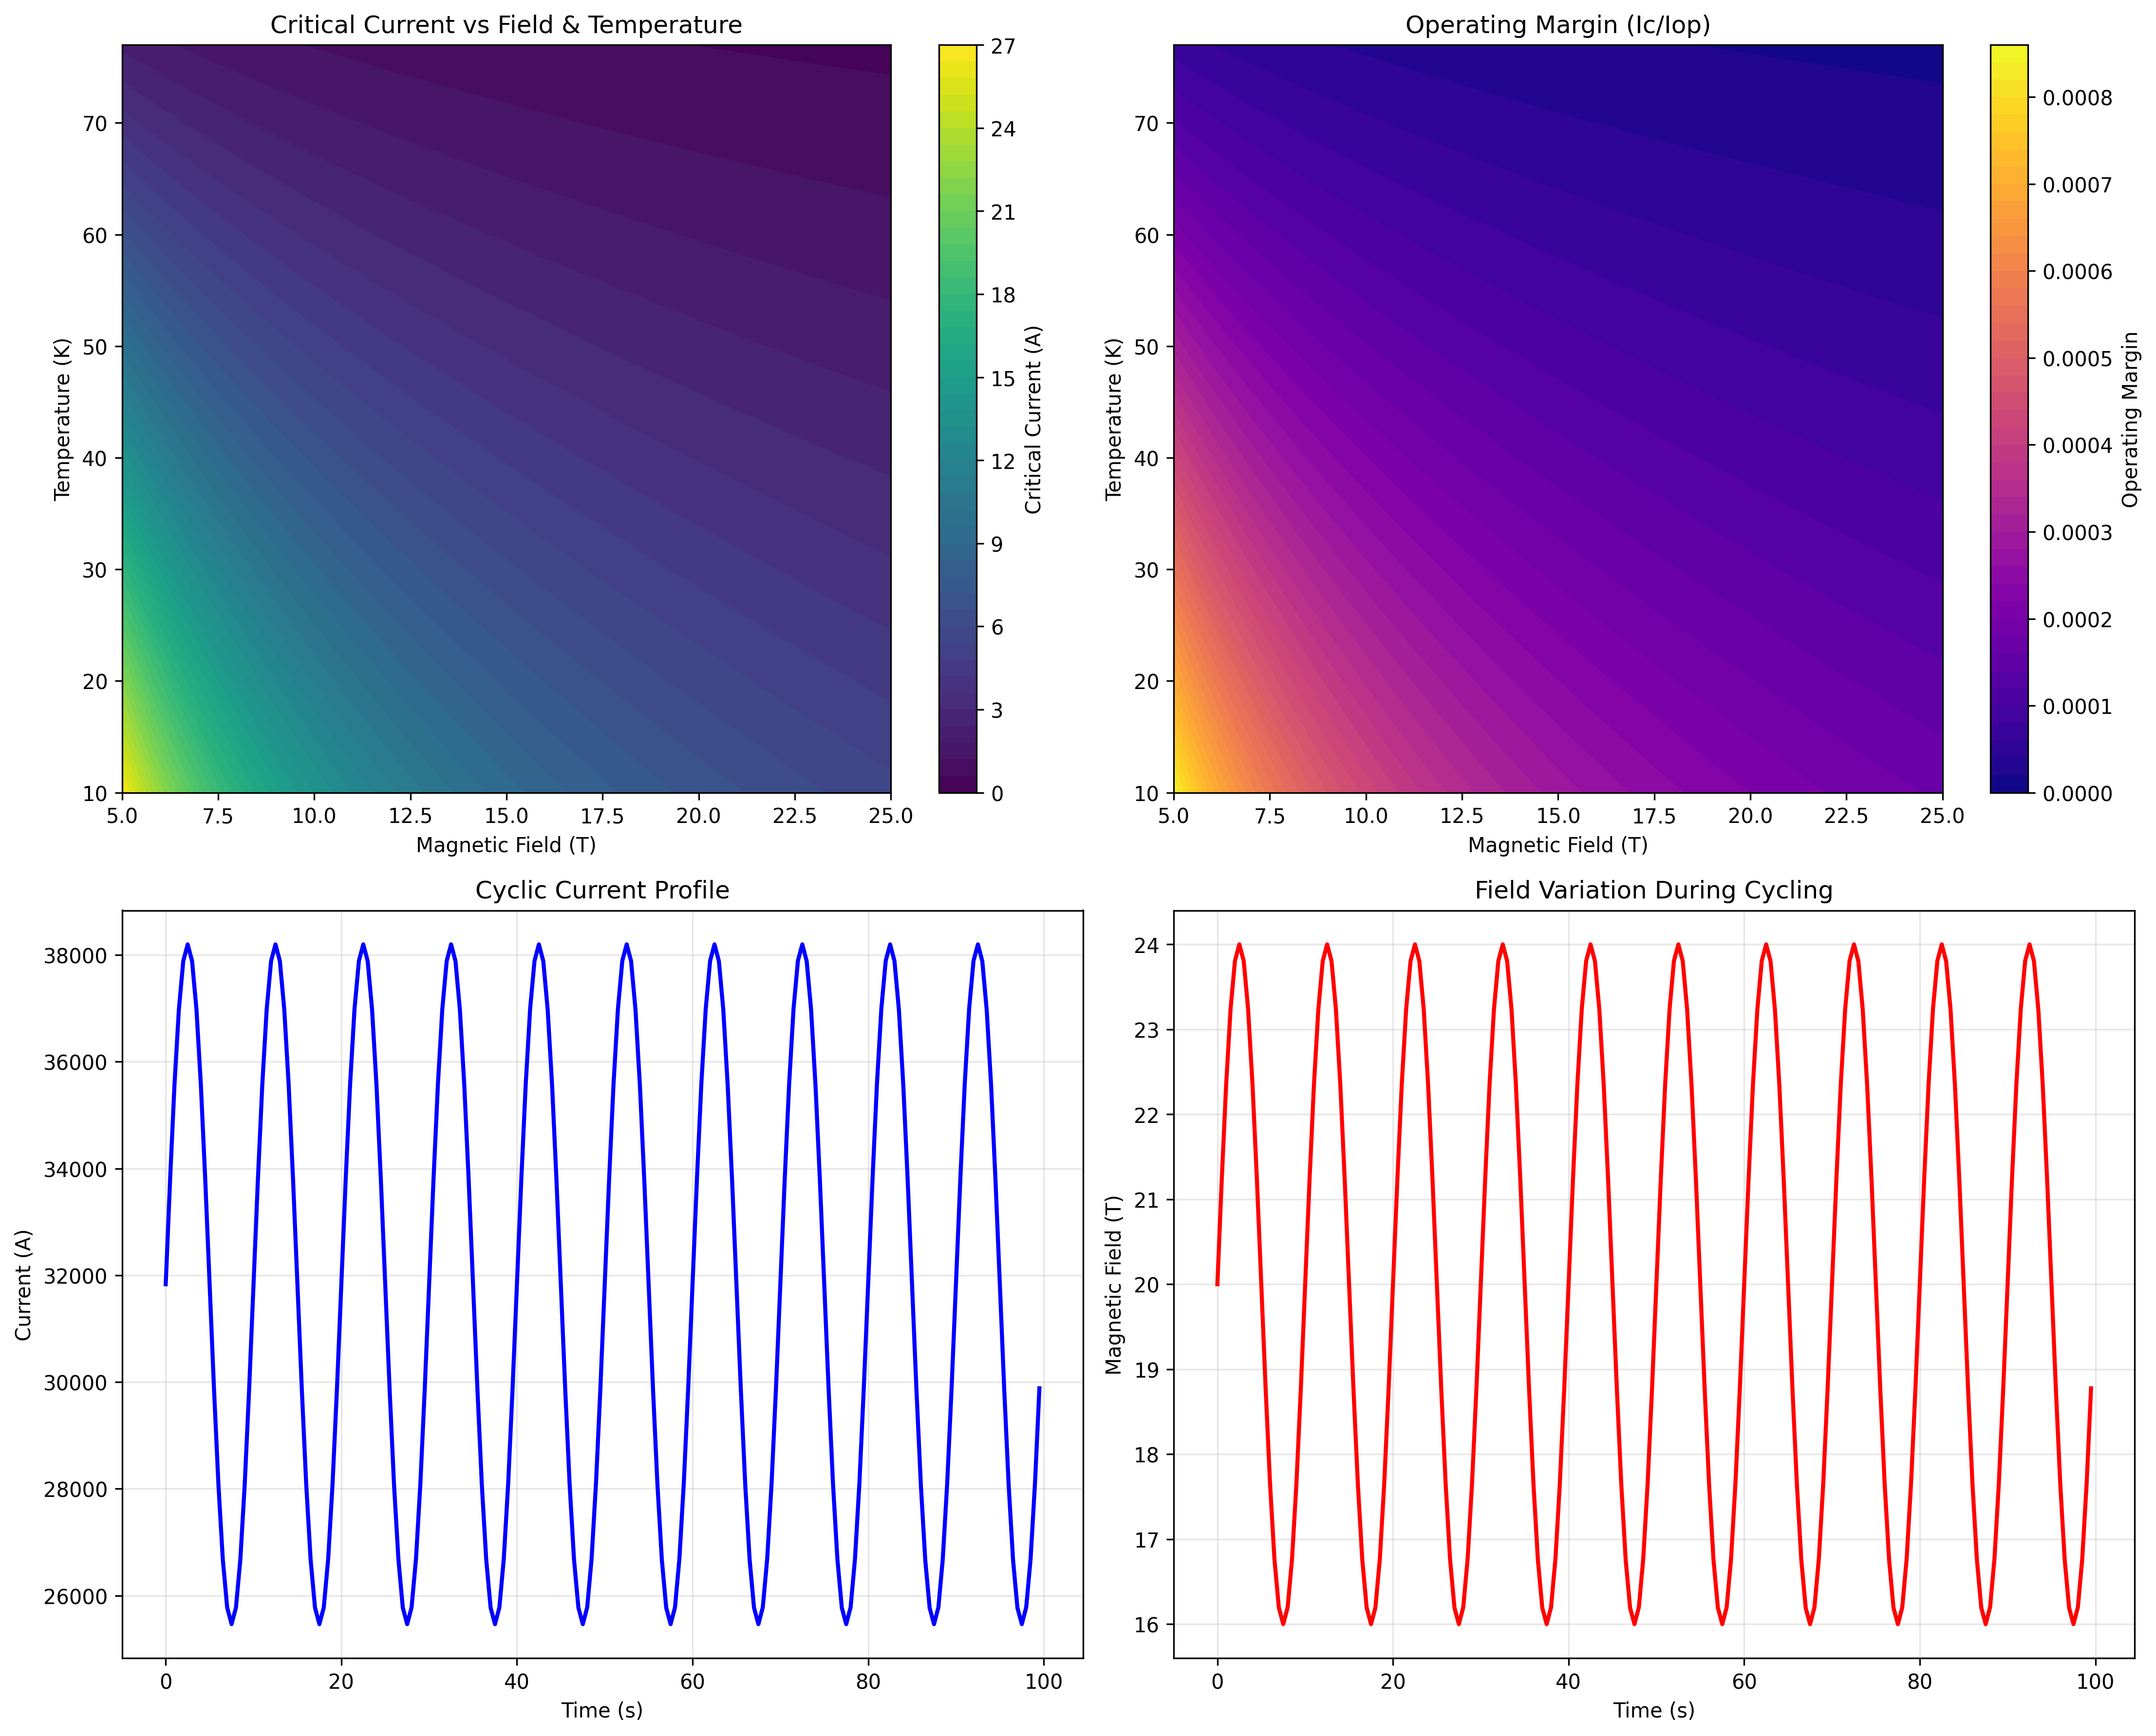 Critical Current vs Field & Temperature
Temperature (K)
70
60
50
40
30
20
10
5.0 7.5 10.0 12.5 15.0 17.5 20.0 22.5 25.0
Magnetic Field (T)
27
24
21
18
15
12
9
6
3
0
Critical Current (A)
Operating Margin (Ic/Iop)
Temperature (K)
70
60
50
40
30
20
10
5.0 7.5 10.0 12.5 15.0 17.5 20.0 22.5 25.0
Magnetic Field (T)
0.0008
0.0007
0.0006
0.0005
0.0004
0.0003
0.0002
0.0001
0.0000
Operating Margin
Cyclic Current Profile
Current (A)
38000
36000
34000
32000
30000
28000
26000
0 20 40 60 80 100
Time (s)
Field Variation During Cycling
Magnetic Field (T)
24
23
22
21
20
19
18
17
16
0 20 40 60 80 100
Time (s)